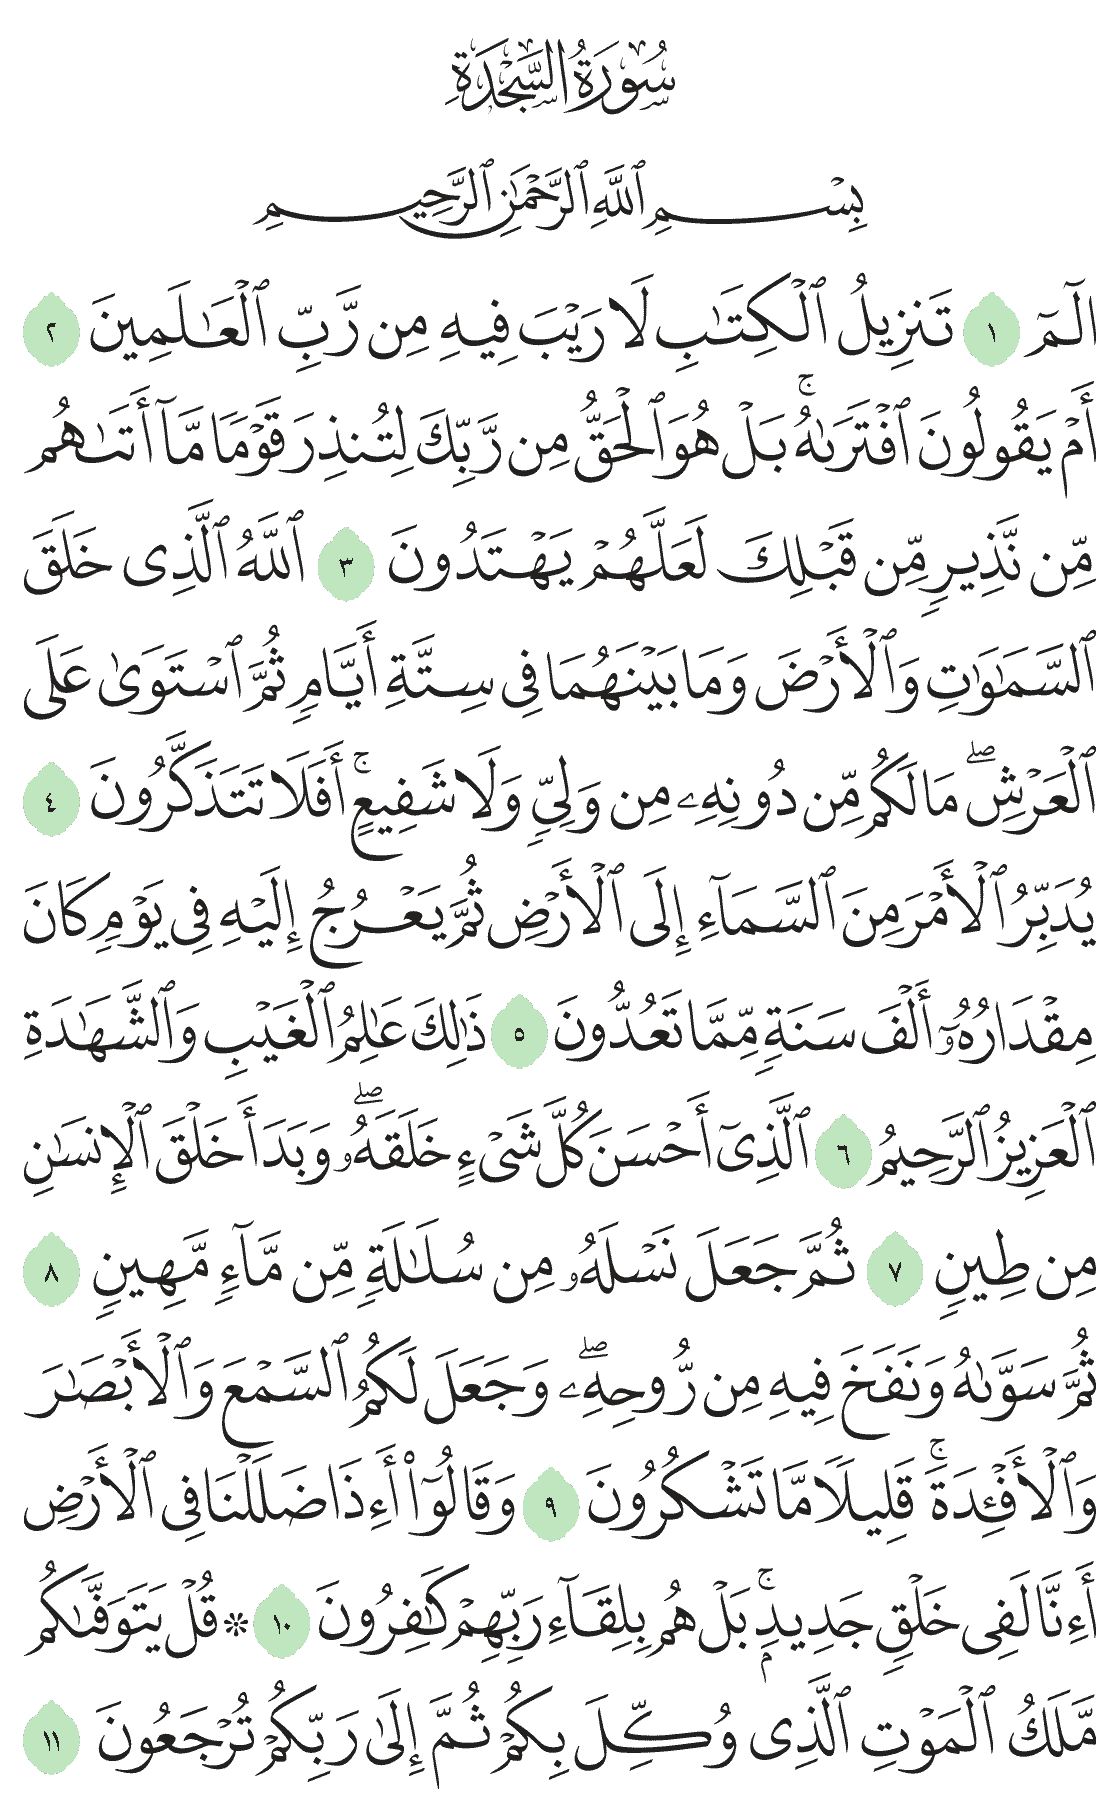 سُورَةُ السَّجْدَةِ
بِسْمِ ٱللَّهِ ٱلرَّحْمَٰنِ ٱلرَّحِيمِ
الٓمٓ ١ تَنزِيلُ ٱلْكِتَٰبِ لَا رَيْبَ فِيهِ مِن رَّبِّ ٱلْعَٰلَمِينَ ٢
أَمْ يَقُولُونَ ٱفْتَرَىٰهُۚ بَلْ هُوَ ٱلْحَقُّ مِن رَّبِّكَ لِتُنذِرَ قَوْمًا مَّآ أَتَىٰهُم
مِّن نَّذِيرٍ مِّن قَبْلِكَ لَعَلَّهُمْ يَهْتَدُونَ ٣ ٱللَّهُ ٱلَّذِى خَلَقَ
ٱلسَّمَٰوَٰتِ وَٱلْأَرْضَ وَمَا بَيْنَهُمَا فِى سِتَّةِ أَيَّامٍ ثُمَّ ٱسْتَوَىٰ عَلَى
ٱلْعَرْشِۖ مَا لَكُم مِّن دُونِهِۦ مِن وَلِىٍّ وَلَا شَفِيعٍۚ أَفَلَا تَتَذَكَّرُونَ ٤
يُدَبِّرُ ٱلْأَمْرَ مِنَ ٱلسَّمَآءِ إِلَى ٱلْأَرْضِ ثُمَّ يَعْرُجُ إِلَيْهِ فِى يَوْمٍ كَانَ
مِقْدَارُهُۥٓ أَلْفَ سَنَةٍ مِّمَّا تَعُدُّونَ ٥ ذَٰلِكَ عَٰلِمُ ٱلْغَيْبِ وَٱلشَّهَٰدَةِ
ٱلْعَزِيزُ ٱلرَّحِيمُ ٦ ٱلَّذِىٓ أَحْسَنَ كُلَّ شَىْءٍ خَلَقَهُۥۖ وَبَدَأَ خَلْقَ ٱلْإِنسَٰنِ
مِن طِينٍ ٧ ثُمَّ جَعَلَ نَسْلَهُۥ مِن سُلَٰلَةٍ مِّن مَّآءٍ مَّهِينٍ ٨
ثُمَّ سَوَّىٰهُ وَنَفَخَ فِيهِ مِن رُّوحِهِۦۖ وَجَعَلَ لَكُمُ ٱلسَّمْعَ وَٱلْأَبْصَٰرَ
وَٱلْأَفْـِٔدَةَۚ قَلِيلًا مَّا تَشْكُرُونَ ٩ وَقَالُوٓا۟ أَءِذَا ضَلَلْنَا فِى ٱلْأَرْضِ
أَءِنَّا لَفِى خَلْقٍ جَدِيدٍۭۚ بَلْ هُم بِلِقَآءِ رَبِّهِمْ كَٰفِرُونَ ١٠ * قُلْ يَتَوَفَّىٰكُم
مَّلَكُ ٱلْمَوْتِ ٱلَّذِى وُكِّلَ بِكُمْ ثُمَّ إِلَىٰ رَبِّكُمْ تُرْجَعُونَ ١١